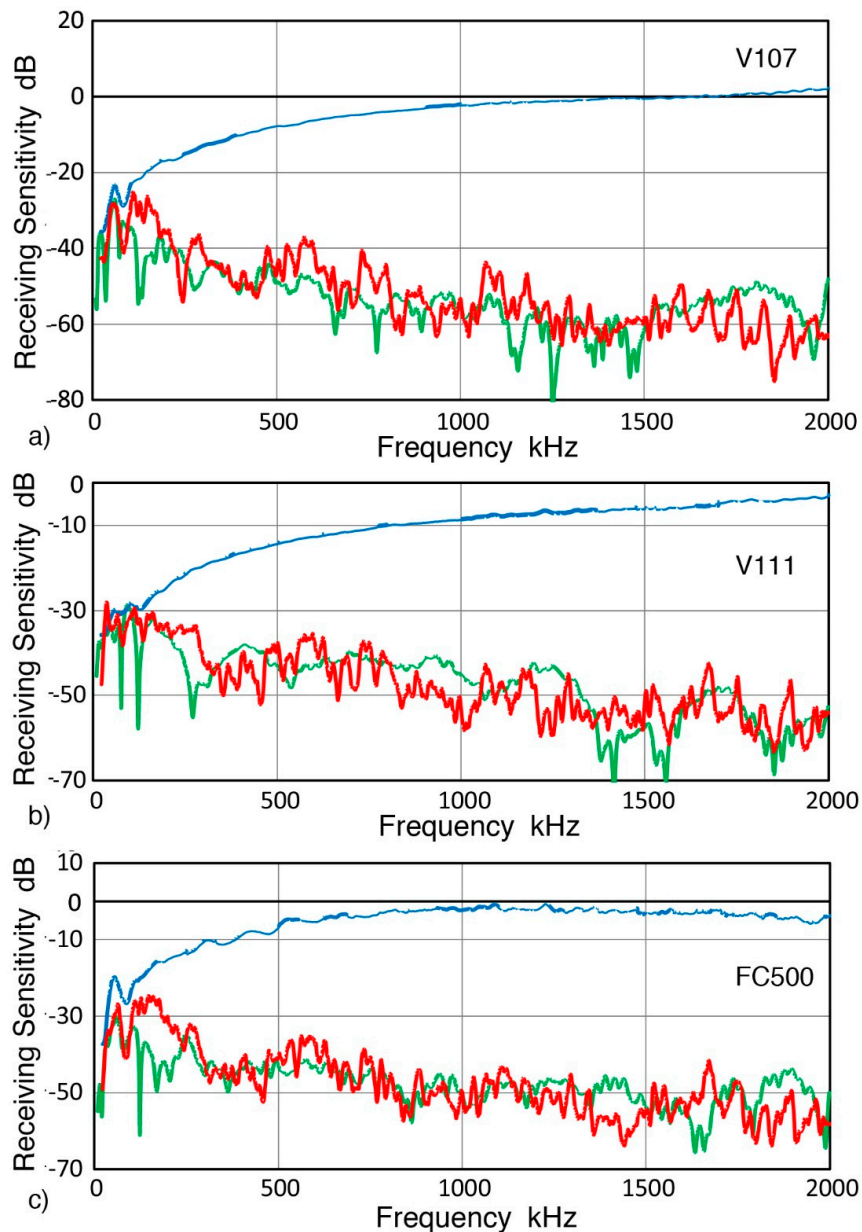 20
0
-20
-40
-60
-80
Receiving Sensitivity dB
V107
0 500 1000 1500 2000
Frequency kHz
a)
0
-10
-30
-50
-70
Receiving Sensitivity dB
V111
0 500 1000 1500 2000
Frequency kHz
b)
10
0
-10
-30
-50
-70
Receiving Sensitivity dB
FC500
0 500 1000 1500 2000
Frequency kHz
c)